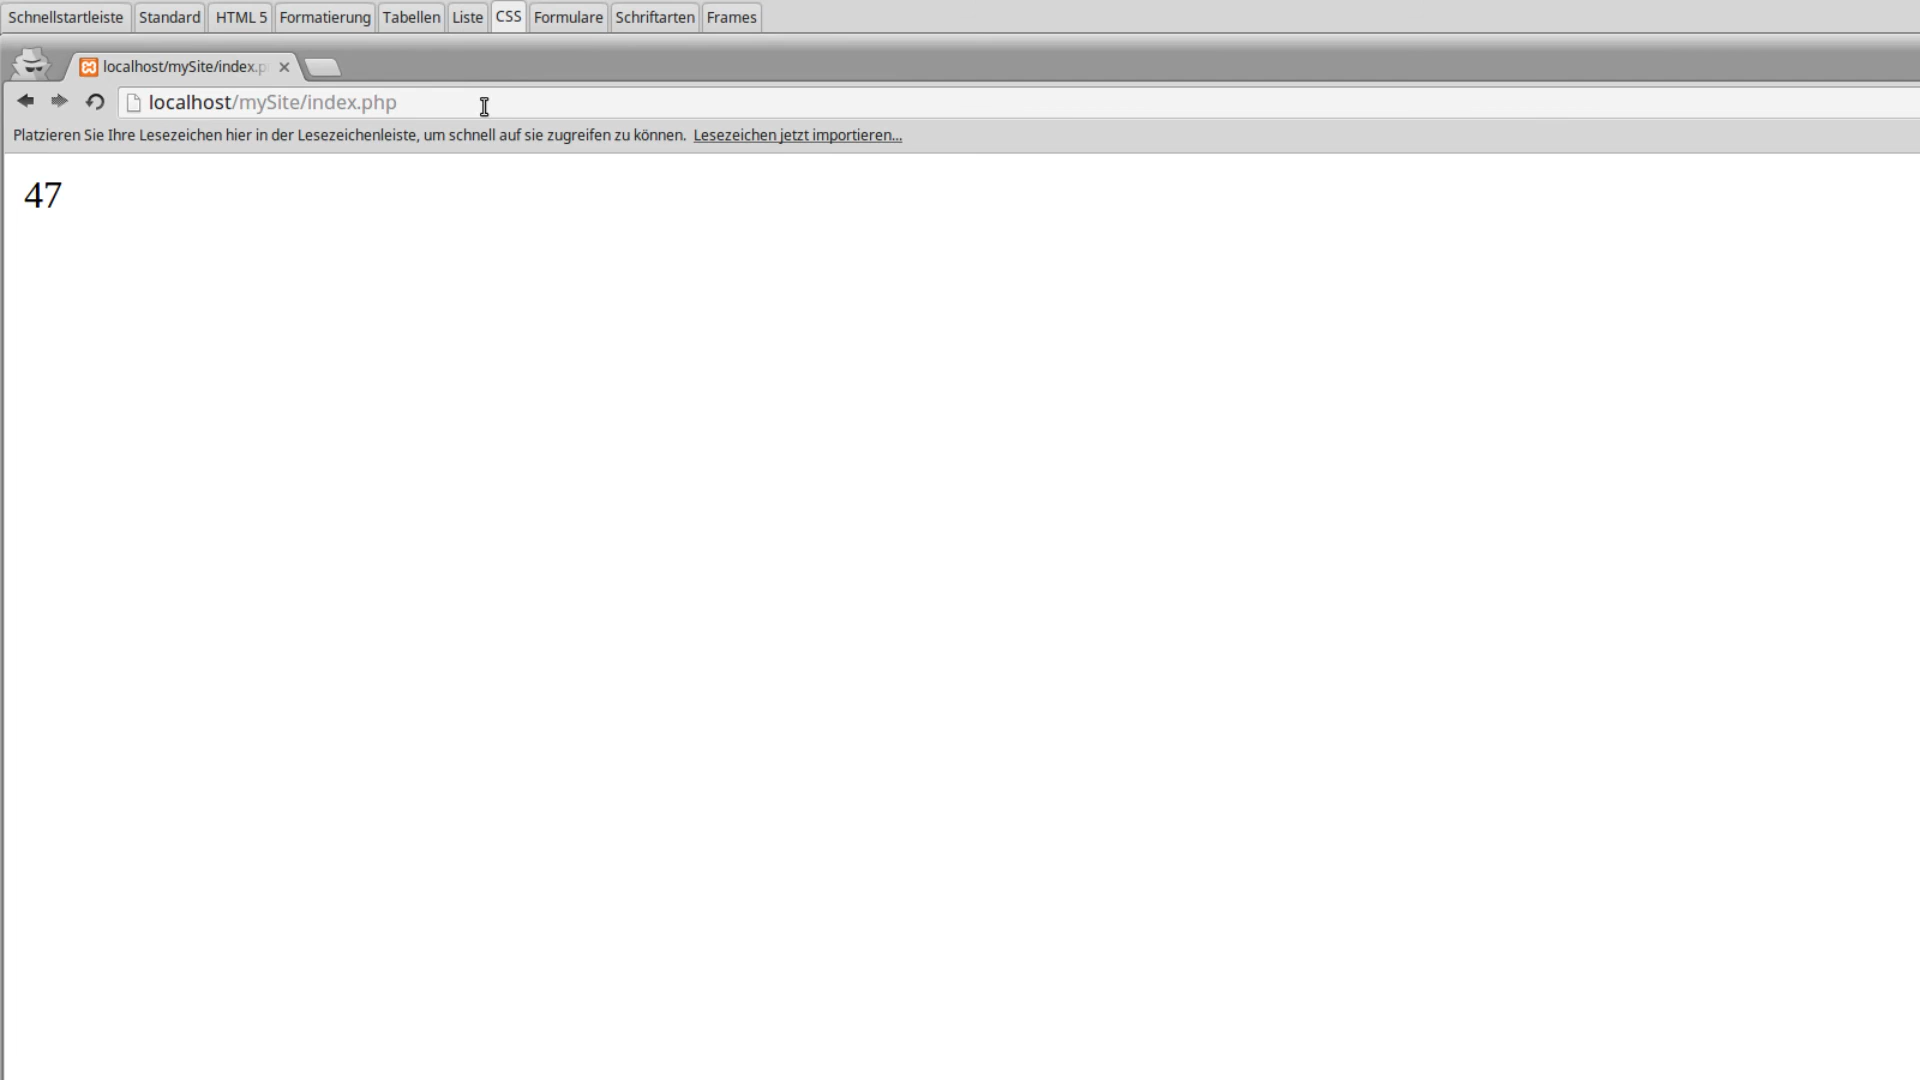 Schnellstartleiste Standard HTML 5 Formatierung Tabellen Liste CSS Formulare Schriftarten Frames
localhost/mySite/index.p
localhost/mySite/index.php
Platzieren Sie Ihre Lesezeichen hier in der Lesezeichenleiste, um schnell auf sie zugreifen zu können. Lesezeichen jetzt importieren...
47